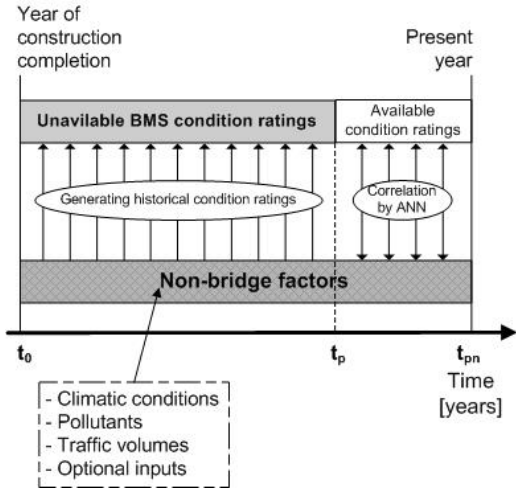 Year of
construction
completion
Present
year
Unavailable BMS condition ratings
Available
condition ratings
Generating historical condition ratings
Correlation
by ANN
Non-bridge factors
t0
tp
tpn
Time
[years]
- Climatic conditions
- Pollutants
- Traffic volumes
- Optional inputs